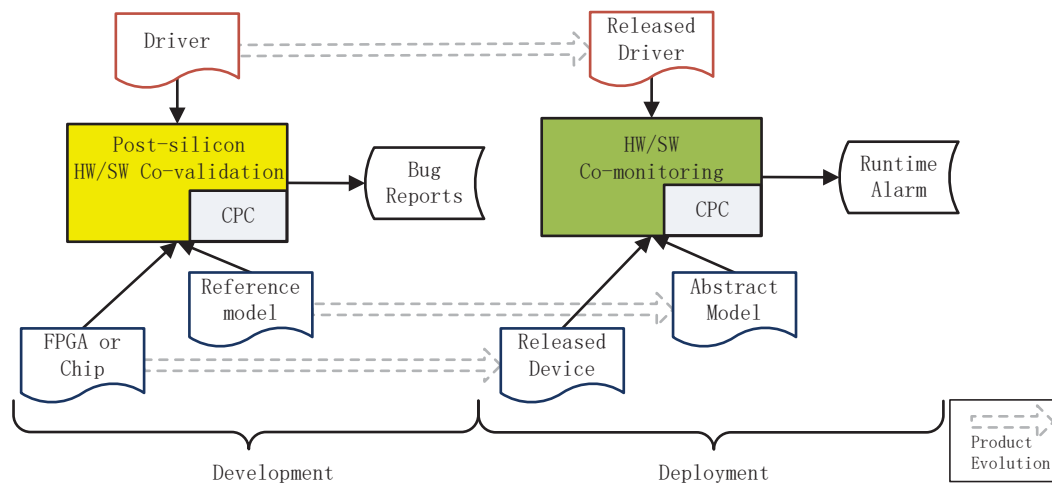 Driver
Released
Driver
Post-silicon
HW/SW Co-validation
CPC
Bug
Reports
HW/SW
Co-monitoring
CPC
Runtime
Alarm
Reference
model
Abstract
Model
FPGA or
Chip
Released
Device
Development
Deployment
Product
Evolution